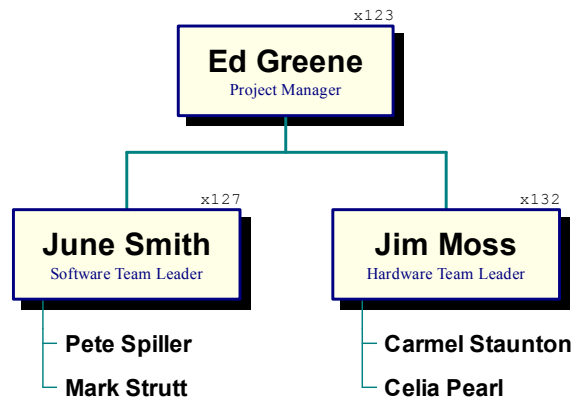 x123
Ed Greene
Project Manager
x127
June Smith
Software Team Leader
Pete Spiller
Mark Strutt
x132
Jim Moss
Hardware Team Leader
Carmel Staunton
Celia Pearl